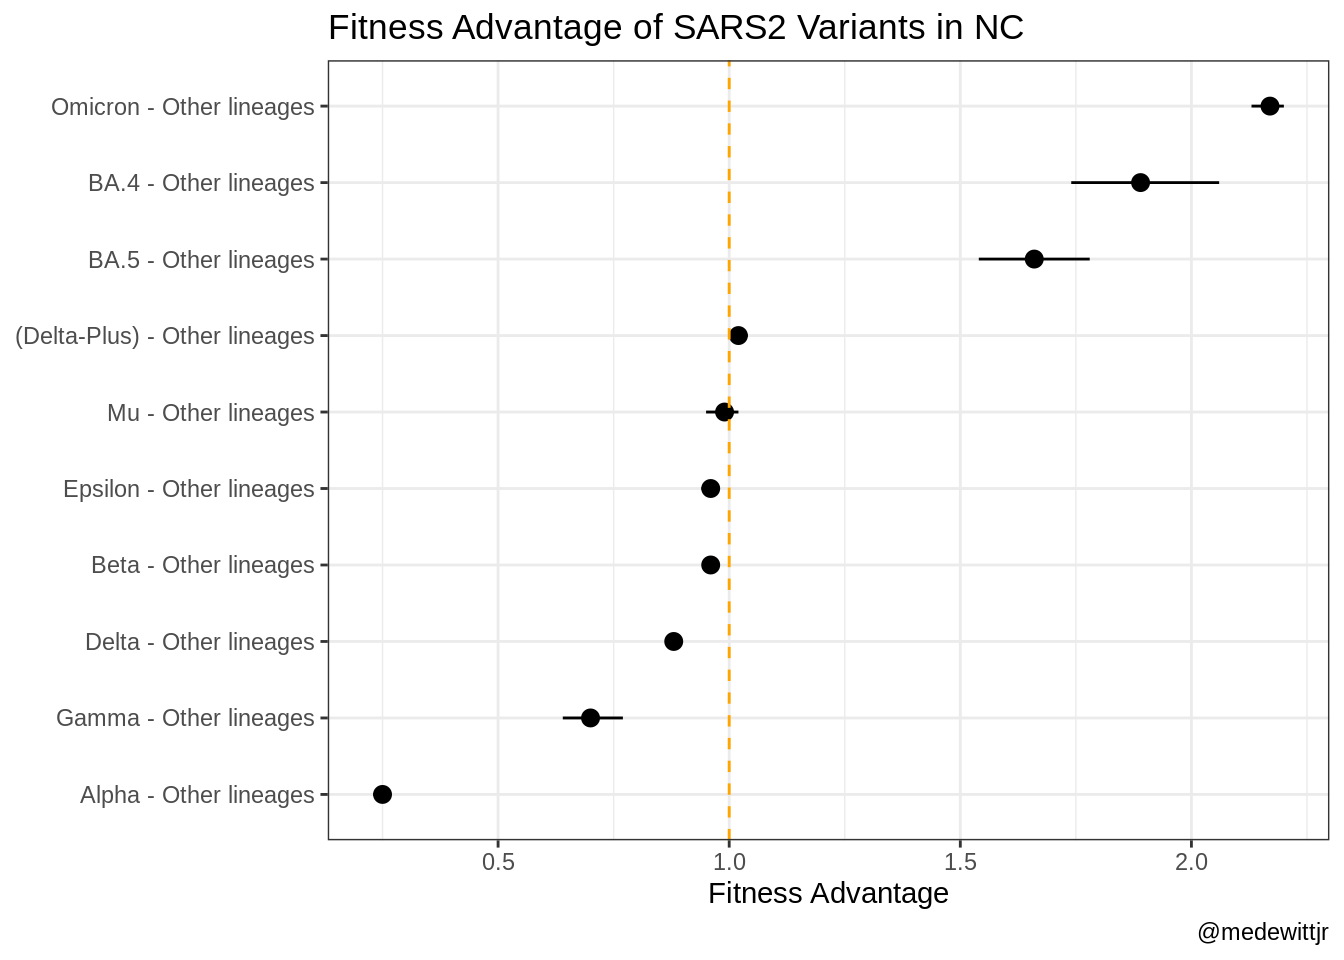 Fitness Advantage of SARS2 Variants in NC
Omicron - Other lineages
BA.4 - Other lineages
BA.5 - Other lineages
(Delta-Plus) - Other lineages
Mu - Other lineages
Epsilon - Other lineages
Beta - Other lineages
Delta - Other lineages
Gamma - Other lineages
Alpha - Other lineages
0.5 1.0 1.5 2.0
Fitness Advantage
@medewittjr